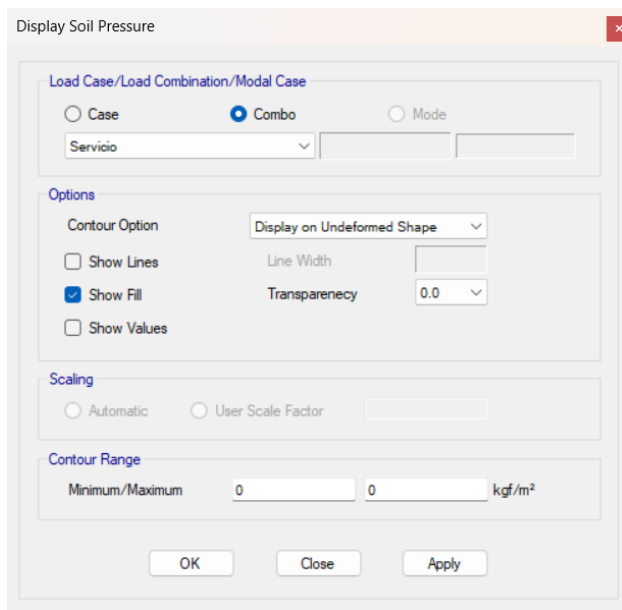 Display Soil Pressure
Load Case/Load Combination/Modal Case
Case Combo Mode
Servicio
Options
Contour Option Display on Undeformed Shape
Show Lines Line Width
Show Fill Transparenecy 0.0
Show Values
Scaling
Automatic User Scale Factor
Contour Range
Minimum/Maximum 0 0 kgf/m²
OK Close Apply